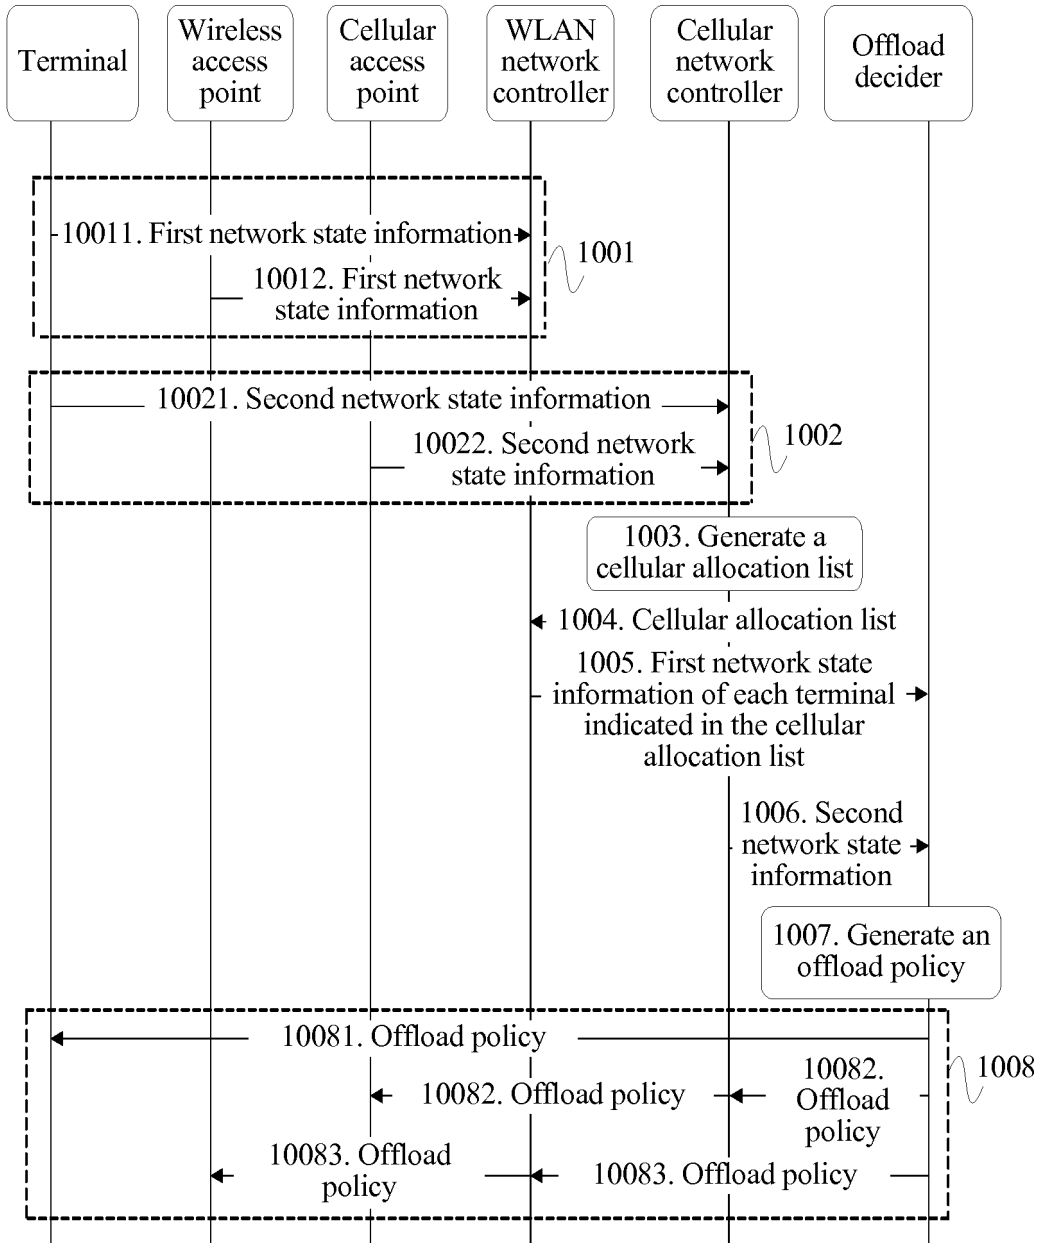 Terminal
Wireless
access
point
Cellular
access
point
WLAN
network
controller
Cellular
network
controller
Offload
decider
10011. First network state information
1001
10012. First network
state information
10021. Second network state information
1002
10022. Second network
state information
1003. Generate a
cellular allocation list
1004. Cellular allocation list
1005. First network state
information of each terminal
indicated in the cellular
allocation list
1006. Second
network state
information
1007. Generate an
offload policy
10081. Offload policy
1008
10082. Offload policy
10082.
Offload
policy
10083. Offload
policy
10083. Offload policy